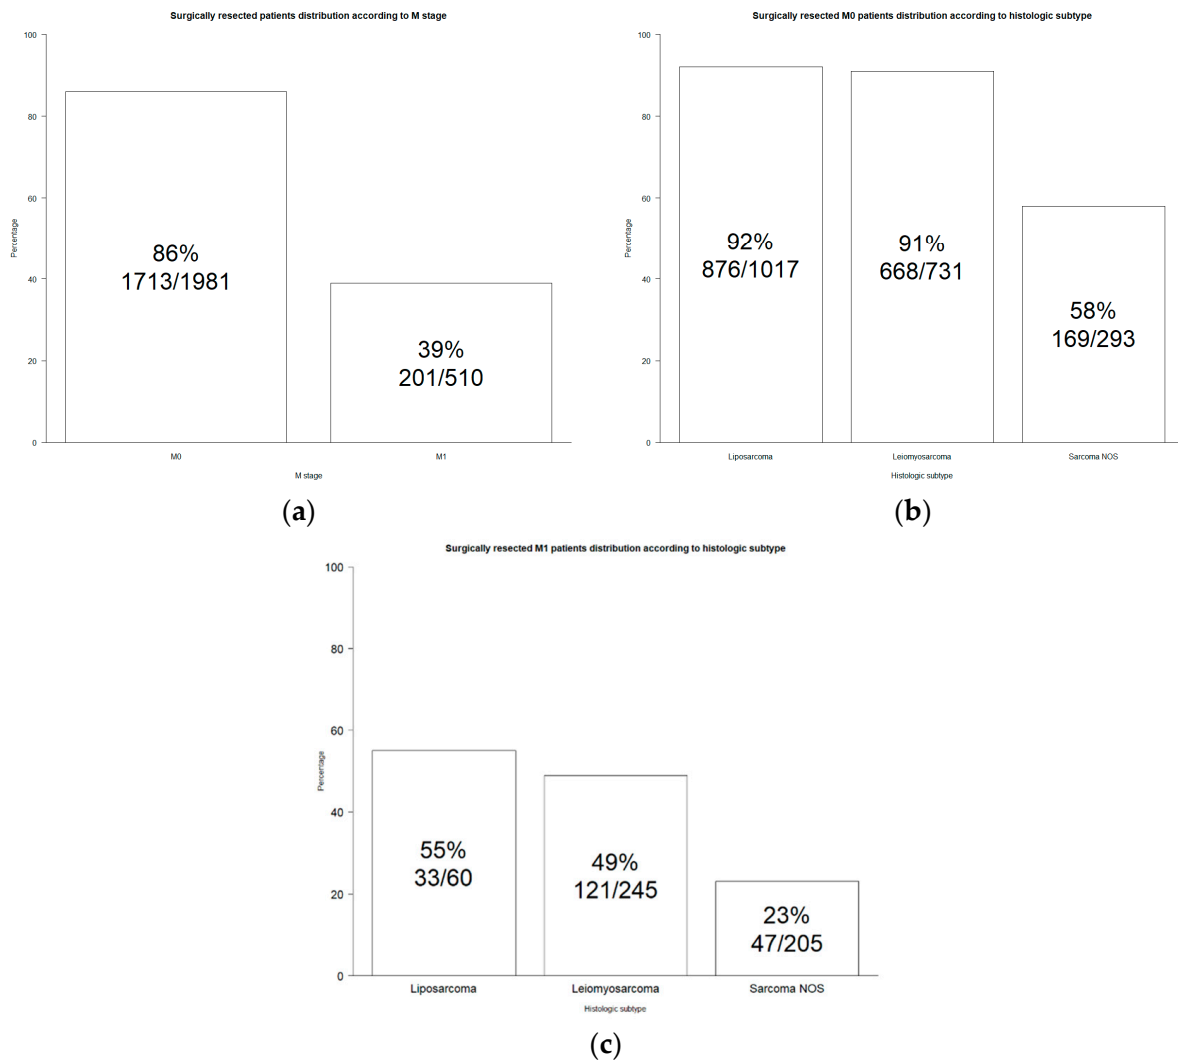 Surgically resected patients distribution according to M stage
100
80
60
40
20
0
Percentage
86%
1713/1981
39%
201/510
M0
M1
M stage
(a)
Surgically resected M0 patients distribution according to histologic subtype
100
80
60
40
20
0
Percentage
92%
876/1017
91%
668/731
58%
169/293
Liposarcoma
Leiomyosarcoma
Sarcoma NOS
Histologic subtype
(b)
Surgically resected M1 patients distribution according to histologic subtype
100
80
60
40
20
0
Percentage
55%
33/60
49%
121/245
23%
47/205
Liposarcoma
Leiomyosarcoma
Sarcoma NOS
Histologic subtype
(c)